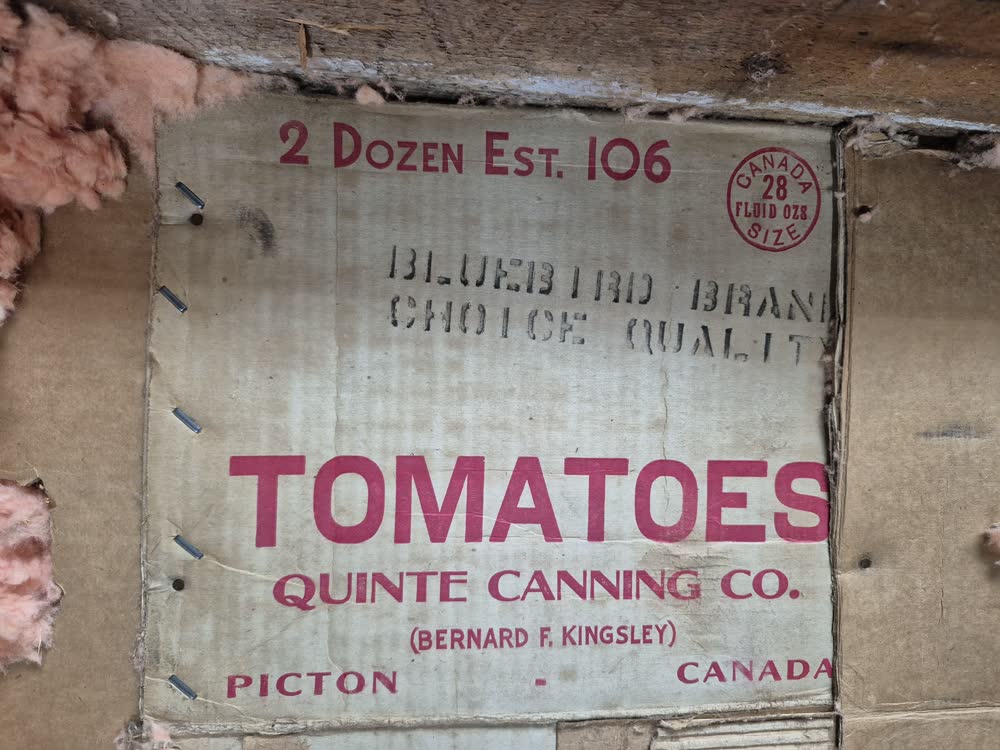 2 DOZEN EST. 106
CANADA
28
FLUID OZS.
SIZE
BLUEBIRD BRAN
CHOICE QUALITY
TOMATOES
QUINTE CANNING CO.
(BERNARD F. KINGSLEY)
PICTON - CANADA